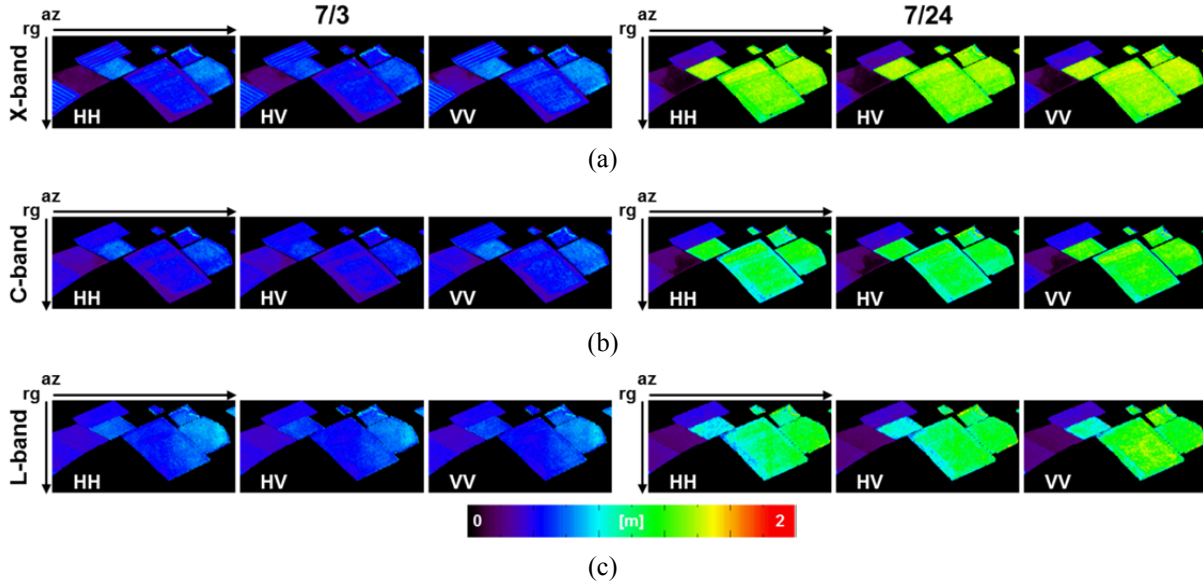 7/3 7/24
az az
rg rg
X-band
HH HV VV HH HV VV
(a)
az az
rg rg
C-band
HH HV VV HH HV VV
(b)
az az
rg rg
L-band
HH HV VV HH HV VV
0 [m] 2
(c)